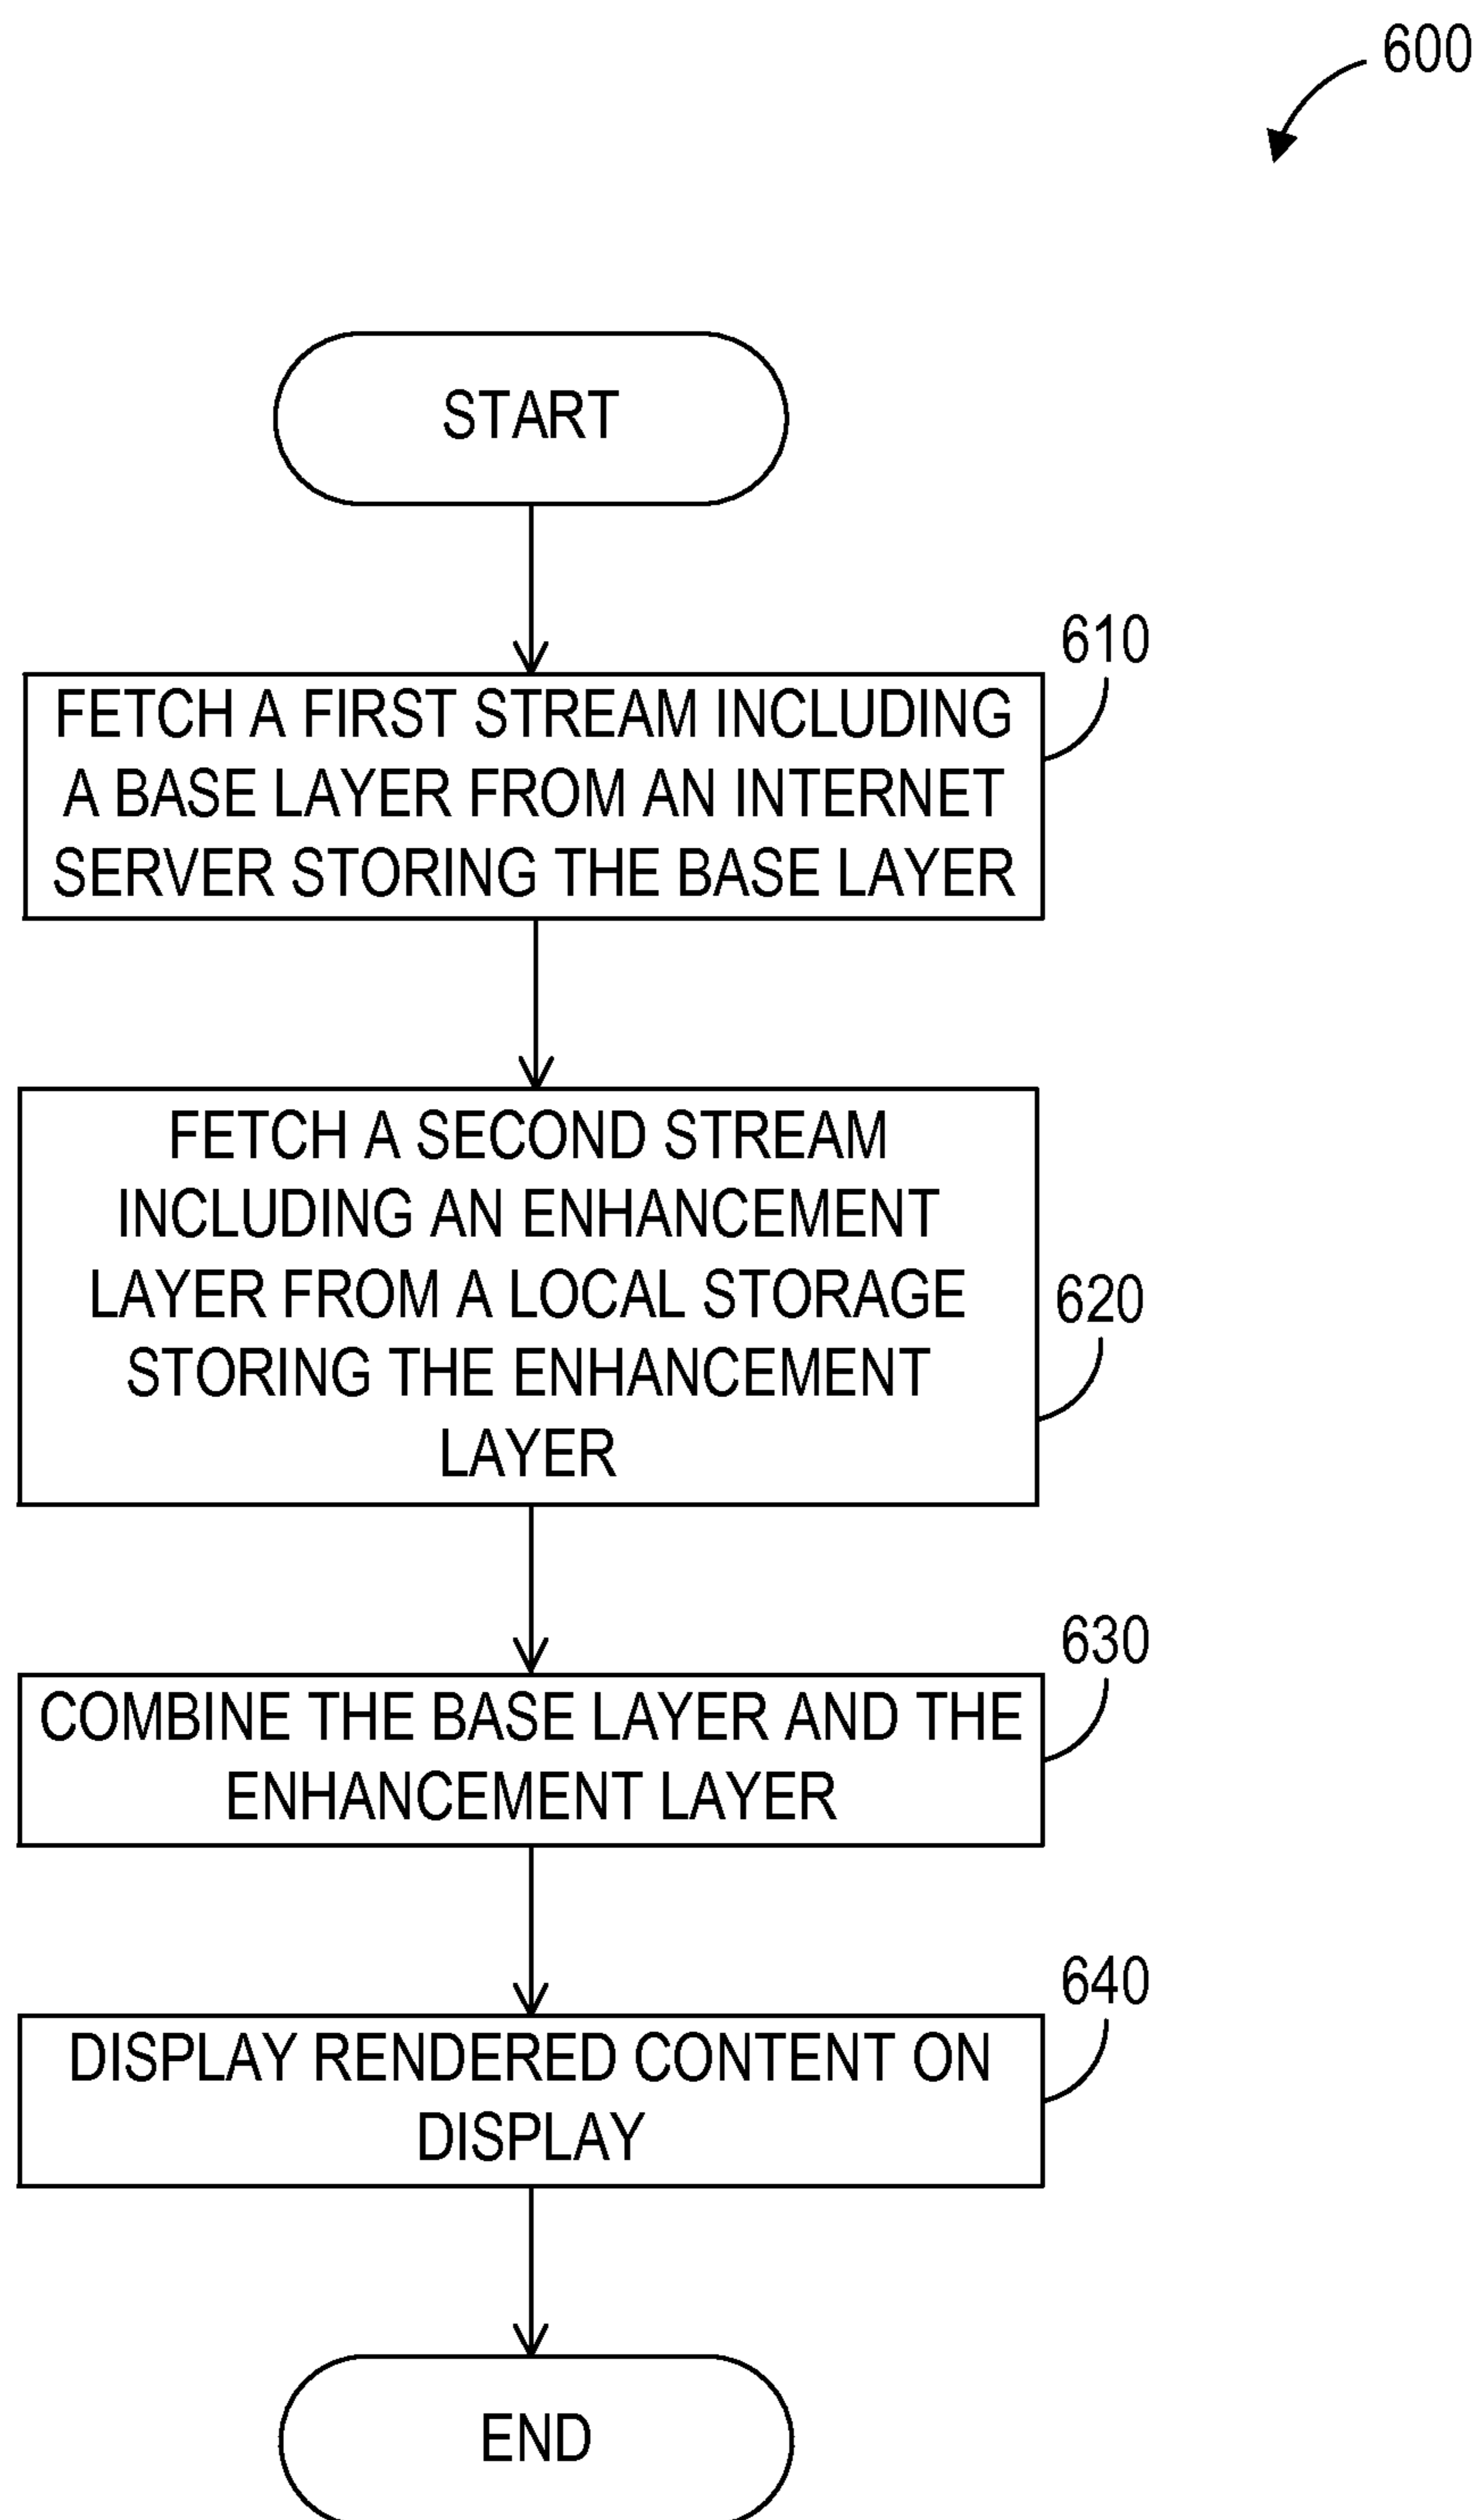 600
START
610
FETCH A FIRST STREAM INCLUDING
A BASE LAYER FROM AN INTERNET
SERVER STORING THE BASE LAYER
FETCH A SECOND STREAM
INCLUDING AN ENHANCEMENT
LAYER FROM A LOCAL STORAGE
620
STORING THE ENHANCEMENT
LAYER
630
COMBINE THE BASE LAYER AND THE
ENHANCEMENT LAYER
640
DISPLAY RENDERED CONTENT ON
DISPLAY
END